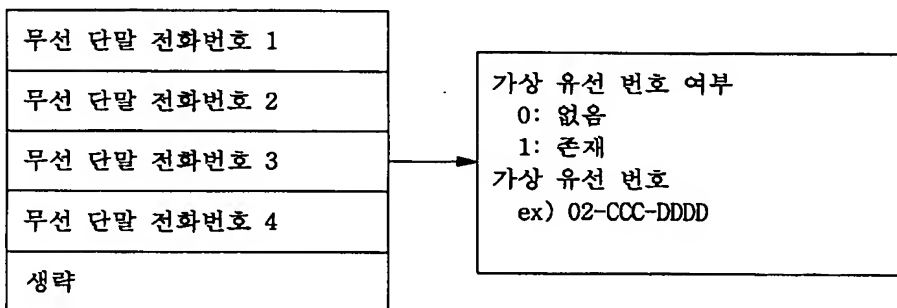 무선 단말 전화번호 1
무선 단말 전화번호 2
무선 단말 전화번호 3
무선 단말 전화번호 4
생략
가상 유선 번호 여부
0: 없음
1: 존재
가상 유선 번호
ex) 02-CCC-DDDD